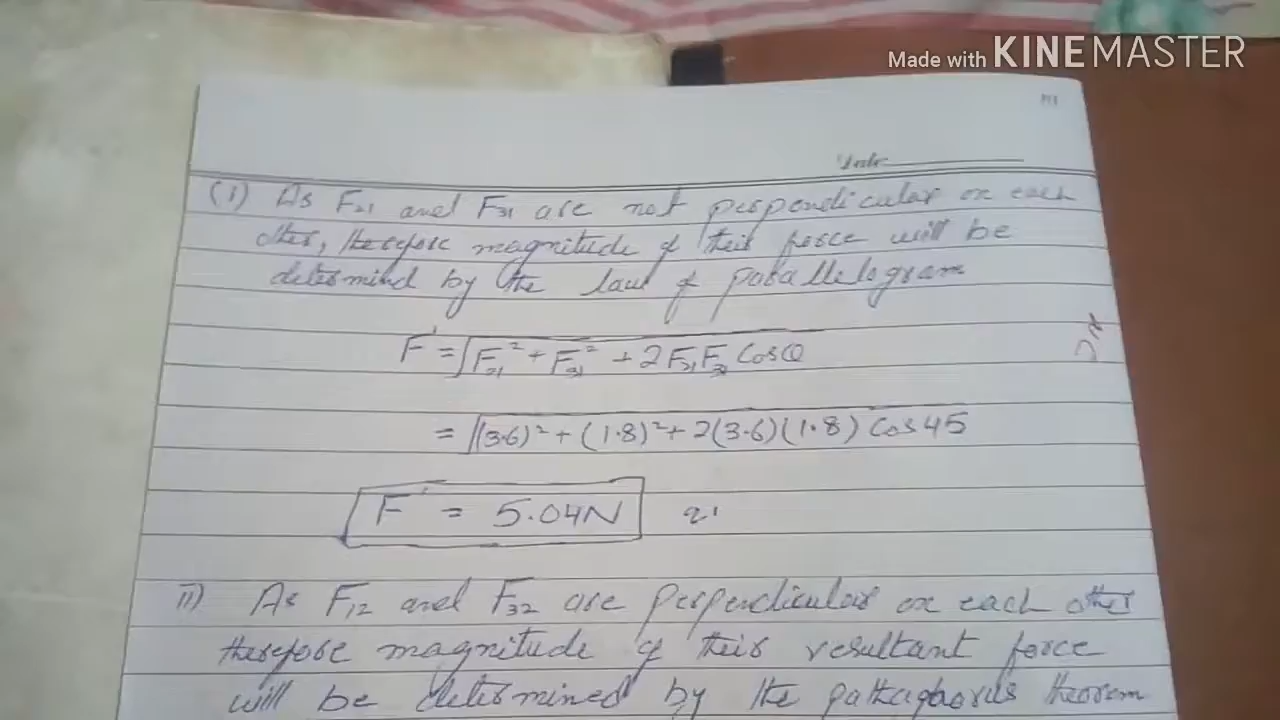 Made with KINEMASTER
Date
(i) As F₂₁ and F₃₁ are not perpendicular on each
other, therefore magnitude of their force will be
determind by the law of parallelogram
F' = √F₂₁² + F₃₁² + 2F₂₁F₃₁ Cosθ
= √(3.6)² + (1.8)² + 2(3.6)(1.8) Cos45
F' = 5.04N
ii) As F₁₂ and F₃₂ are perpendicular on each other
therefore magnitude of their resultant force
will be determined by the pathaghorus theorem